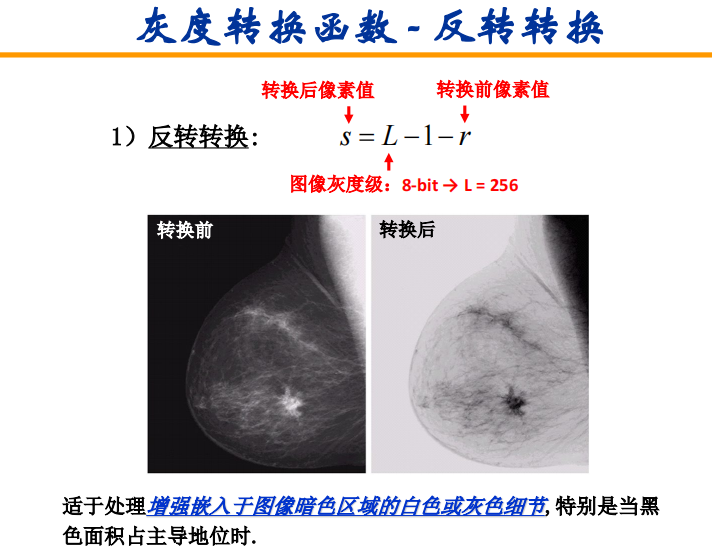 灰度转换函数 - 反转转换
转换后像素值 转换前像素值
1）反转转换: s = L − 1 − r
图像灰度级：8-bit → L = 256
转换前 转换后
适于处理增强嵌入于图像暗色区域的白色或灰色细节,特别是当黑
色面积占主导地位时.